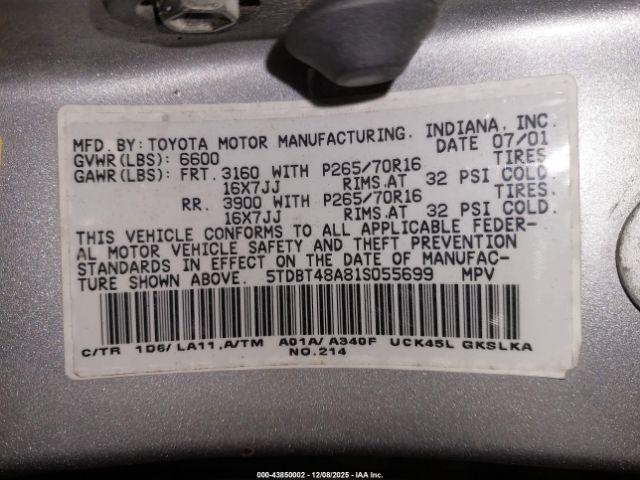 MFD. BY: TOYOTA MOTOR MANUFACTURING, INDIANA, INC.
GVWR(LBS): 6600 DATE 07/01
GAWR(LBS): FRT. 3160 WITH P265/70R16 TIRES.
16X7JJ RIMS.AT 32 PSI COLD
RR. 3900 WITH P265/70R16 TIRES.
16X7JJ RIMS.AT 32 PSI COLD.
THIS VEHICLE CONFORMS TO ALL APPLICABLE FEDER-
AL MOTOR VEHICLE SAFETY AND THEFT PREVENTION
STANDARDS IN EFFECT ON THE DATE OF MANUFAC-
TURE SHOWN ABOVE. 5TDBT48A81S055699 MPV
C/TR 1D6/LA11,A/TM A01A/A340F UCK45L GKSLKA
NO.214
000-43850002 - 12/08/2025 - IAA Inc.